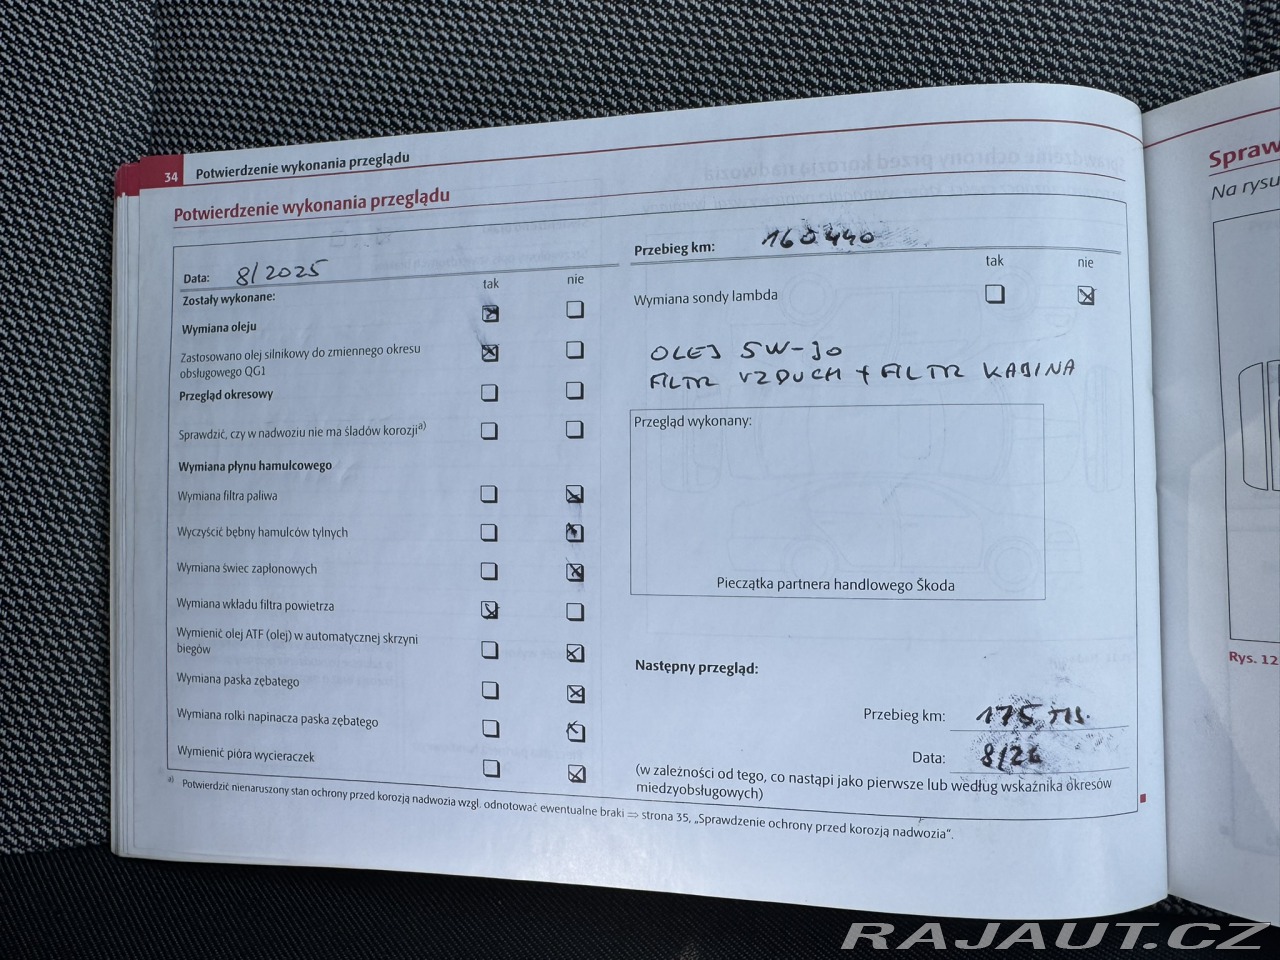 34 Potwierdzenie wykonania przeglądu
Potwierdzenie wykonania przeglądu
Data: 8/2025
Zostały wykonane:
tak nie
Wymiana oleju
Zastosowano olej silnikowy do zmiennego okresu
obsługowego QG1
Przegląd okresowy
Sprawdzić, czy w nadwoziu nie ma śladów korozji a)
Wymiana płynu hamulcowego
Wymiana filtra paliwa
Wyczyścić bębny hamulców tylnych
Wymiana świec zapłonowych
Wymiana wkładu filtra powietrza
Wymienić olej ATF (olej) w automatycznej skrzyni
biegów
Wymiana paska zębatego
Wymiana rolki napinacza paska zębatego
Wymienić pióra wycieraczek
Przebieg km: 160 440
tak nie
Wymiana sondy lambda
OLEJ 5W-30
FILTR VZDUCH + FILTR KABINA
Przegląd wykonany:
Pieczątka partnera handlowego Škoda
Następny przegląd:
Przebieg km: 175 TIS.
Data: 8/26
(w zależności od tego, co nastąpi jako pierwsze lub według wskaźnika okresów
miedzyobsługowych)
a) Potwierdzić nienaruszony stan ochrony przed korozją nadwozia wzgl. odnotować ewentualne braki ⇒ strona 35, „Sprawdzenie ochrony przed korozją nadwozia“.
Spraw
Na rysu
Rys. 12
RAJAUT.CZ